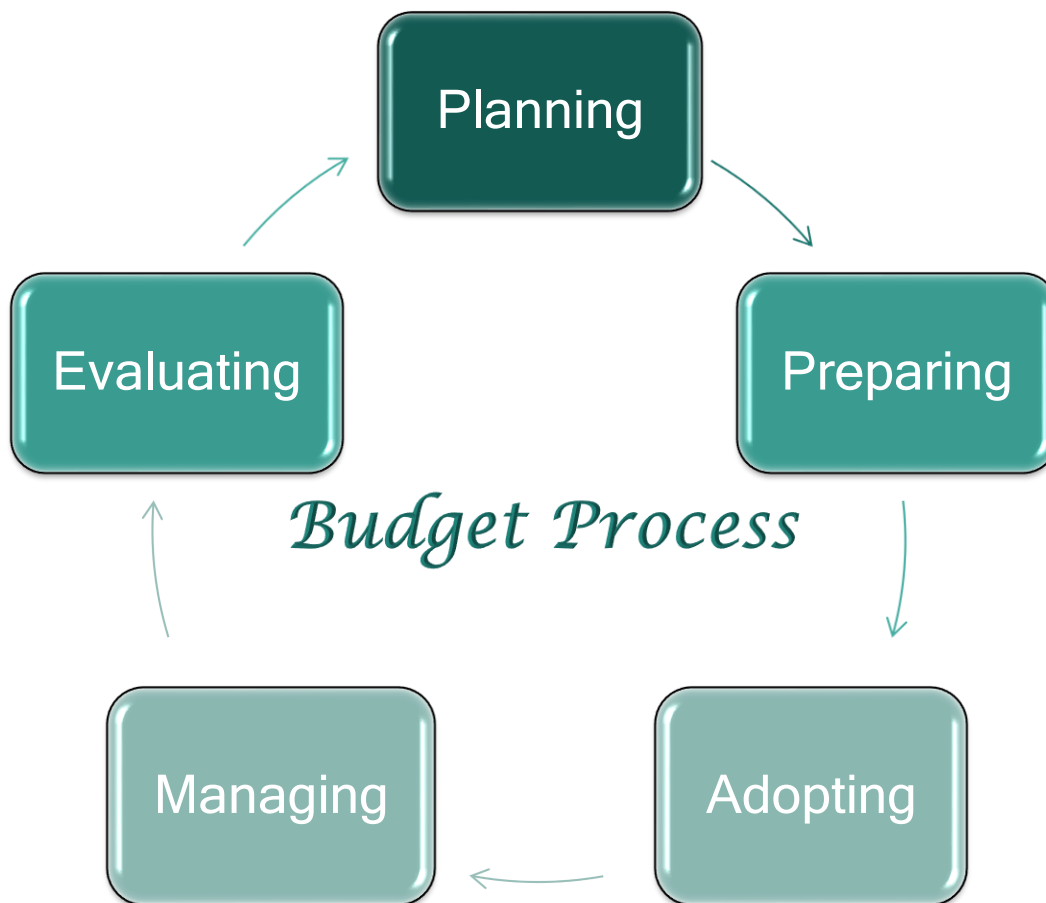 Planning
Preparing
Adopting
Managing
Evaluating
Budget Process